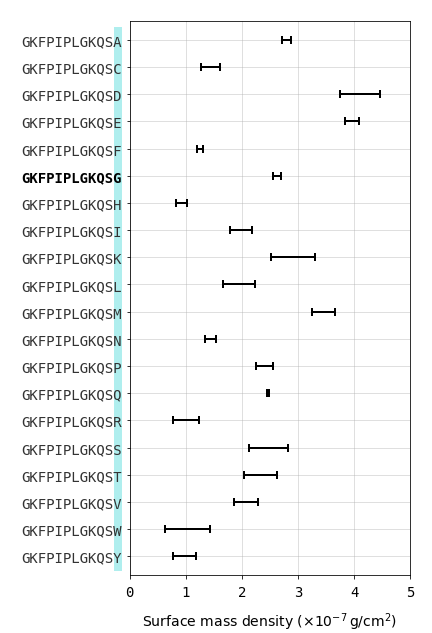 GKFPIPLGKQSA
GKFPIPLGKQSC
GKFPIPLGKQSD
GKFPIPLGKQSE
GKFPIPLGKQSF
GKFPIPLGKQSG
GKFPIPLGKQSH
GKFPIPLGKQSI
GKFPIPLGKQSK
GKFPIPLGKQSL
GKFPIPLGKQSM
GKFPIPLGKQSN
GKFPIPLGKQSP
GKFPIPLGKQSQ
GKFPIPLGKQSR
GKFPIPLGKQSS
GKFPIPLGKQST
GKFPIPLGKQSV
GKFPIPLGKQSW
GKFPIPLGKQSY
0 1 2 3 4 5
Surface mass density (×10⁻⁷ g/cm²)